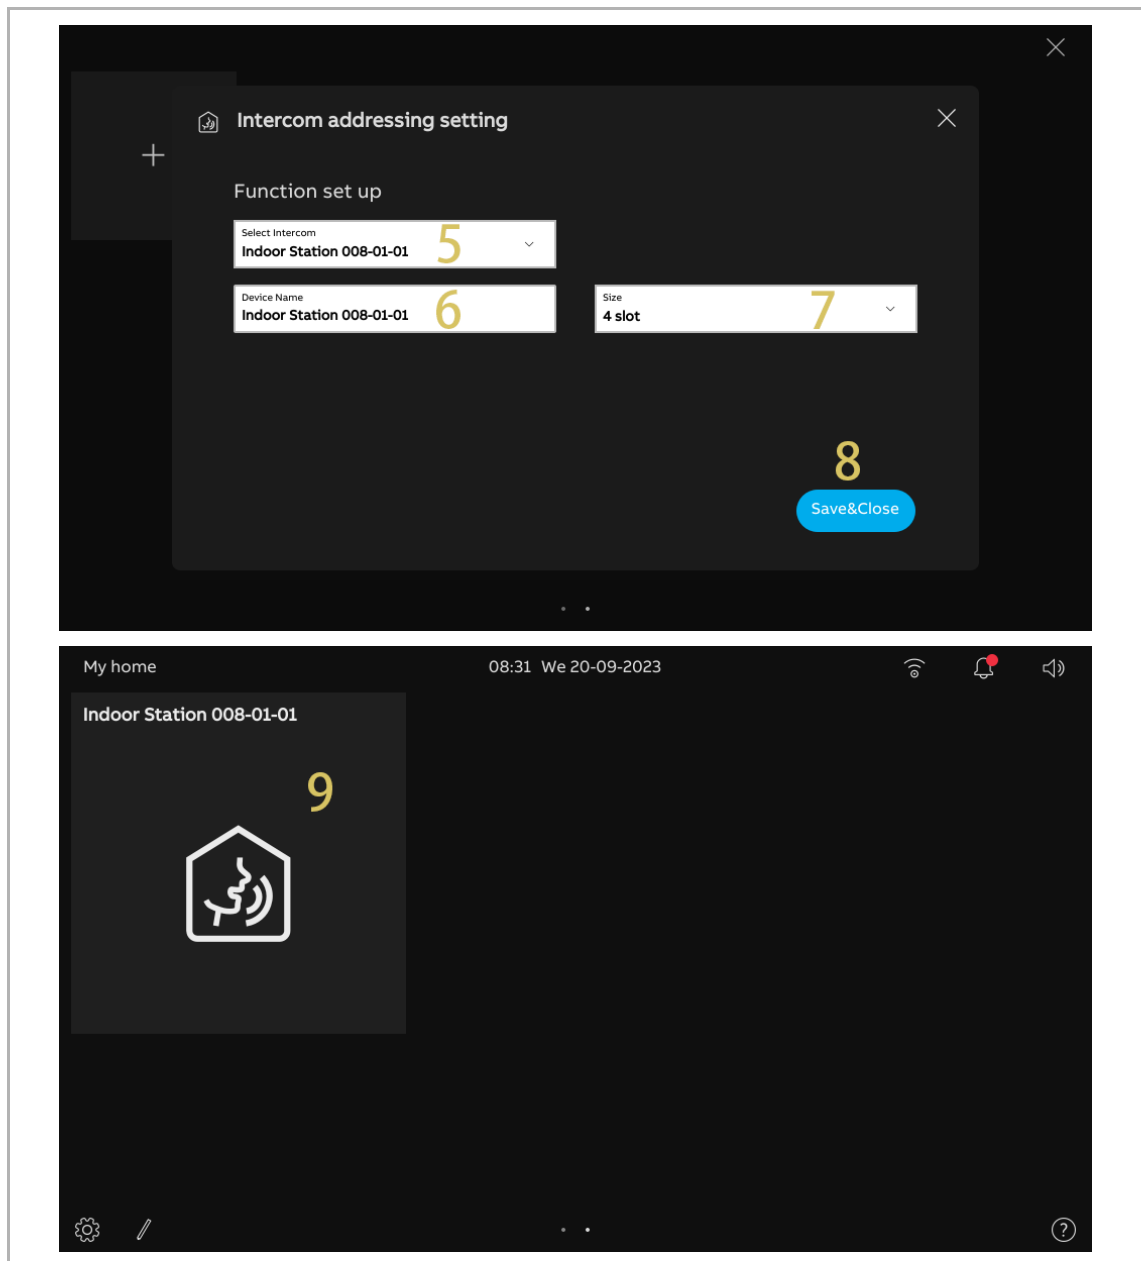 Intercom addressing setting
Function set up
Select Intercom
Indoor Station 008-01-01
5
Device Name
Indoor Station 008-01-01
6
Size
4 slot
7
8
Save&Close
My home
08:31 We 20-09-2023
Indoor Station 008-01-01
9
?